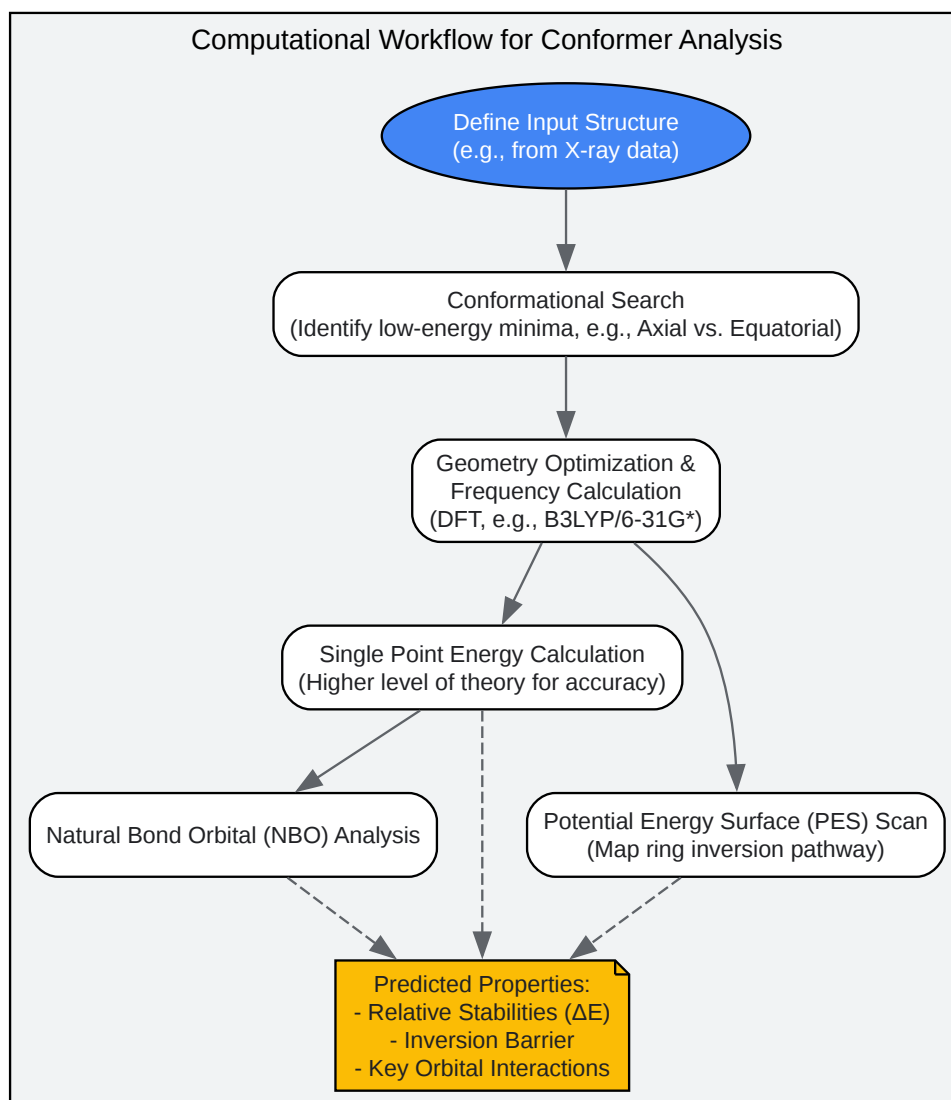 Computational Workflow for Conformer Analysis
Define Input Structure
(e.g., from X-ray data)
Conformational Search
(Identify low-energy minima, e.g., Axial vs. Equatorial)
Geometry Optimization &
Frequency Calculation
(DFT, e.g., B3LYP/6-31G*)
Single Point Energy Calculation
(Higher level of theory for accuracy)
Natural Bond Orbital (NBO) Analysis
Potential Energy Surface (PES) Scan
(Map ring inversion pathway)
Predicted Properties:
- Relative Stabilities (ΔE)
- Inversion Barrier
- Key Orbital Interactions